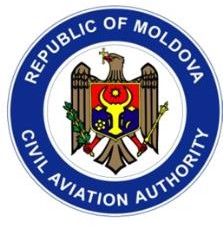 REPUBLIC OF MOLDOVA
CIVIL AVIATION AUTHORITY